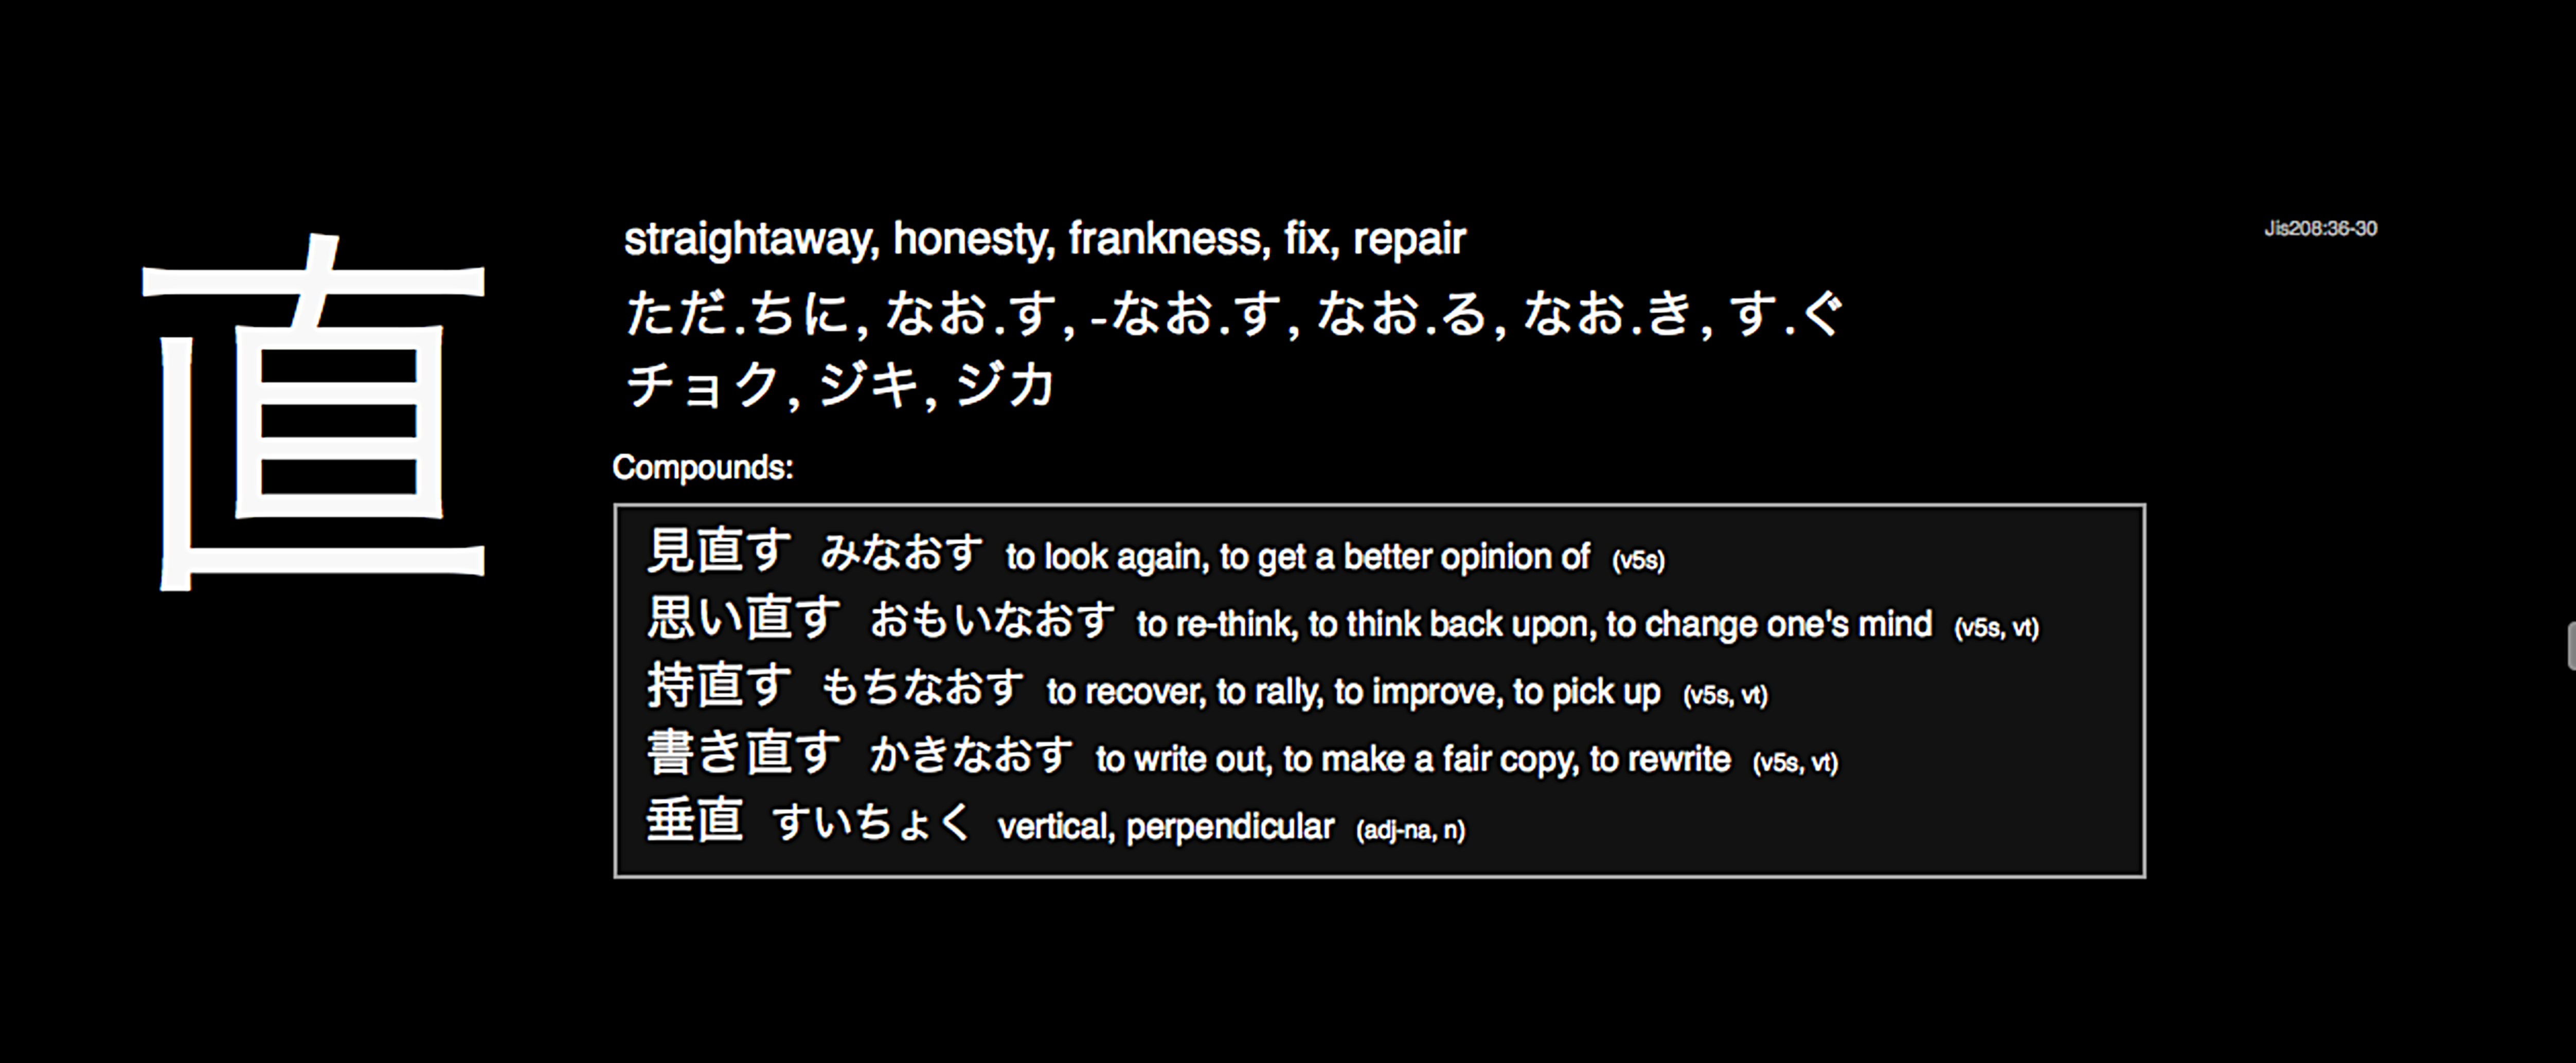 直
straightaway, honesty, frankness, fix, repair
Jis208:36-30
ただ.ちに, なお.す, -なお.す, なお.る, なお.き, す.ぐ
チョク, ジキ, ジカ
Compounds:
見直す みなおす to look again, to get a better opinion of (v5s)
思い直す おもいなおす to re-think, to think back upon, to change one's mind (v5s, vt)
持直す もちなおす to recover, to rally, to improve, to pick up (v5s, vt)
書き直す かきなおす to write out, to make a fair copy, to rewrite (v5s, vt)
垂直 すいちょく vertical, perpendicular (adj-na, n)